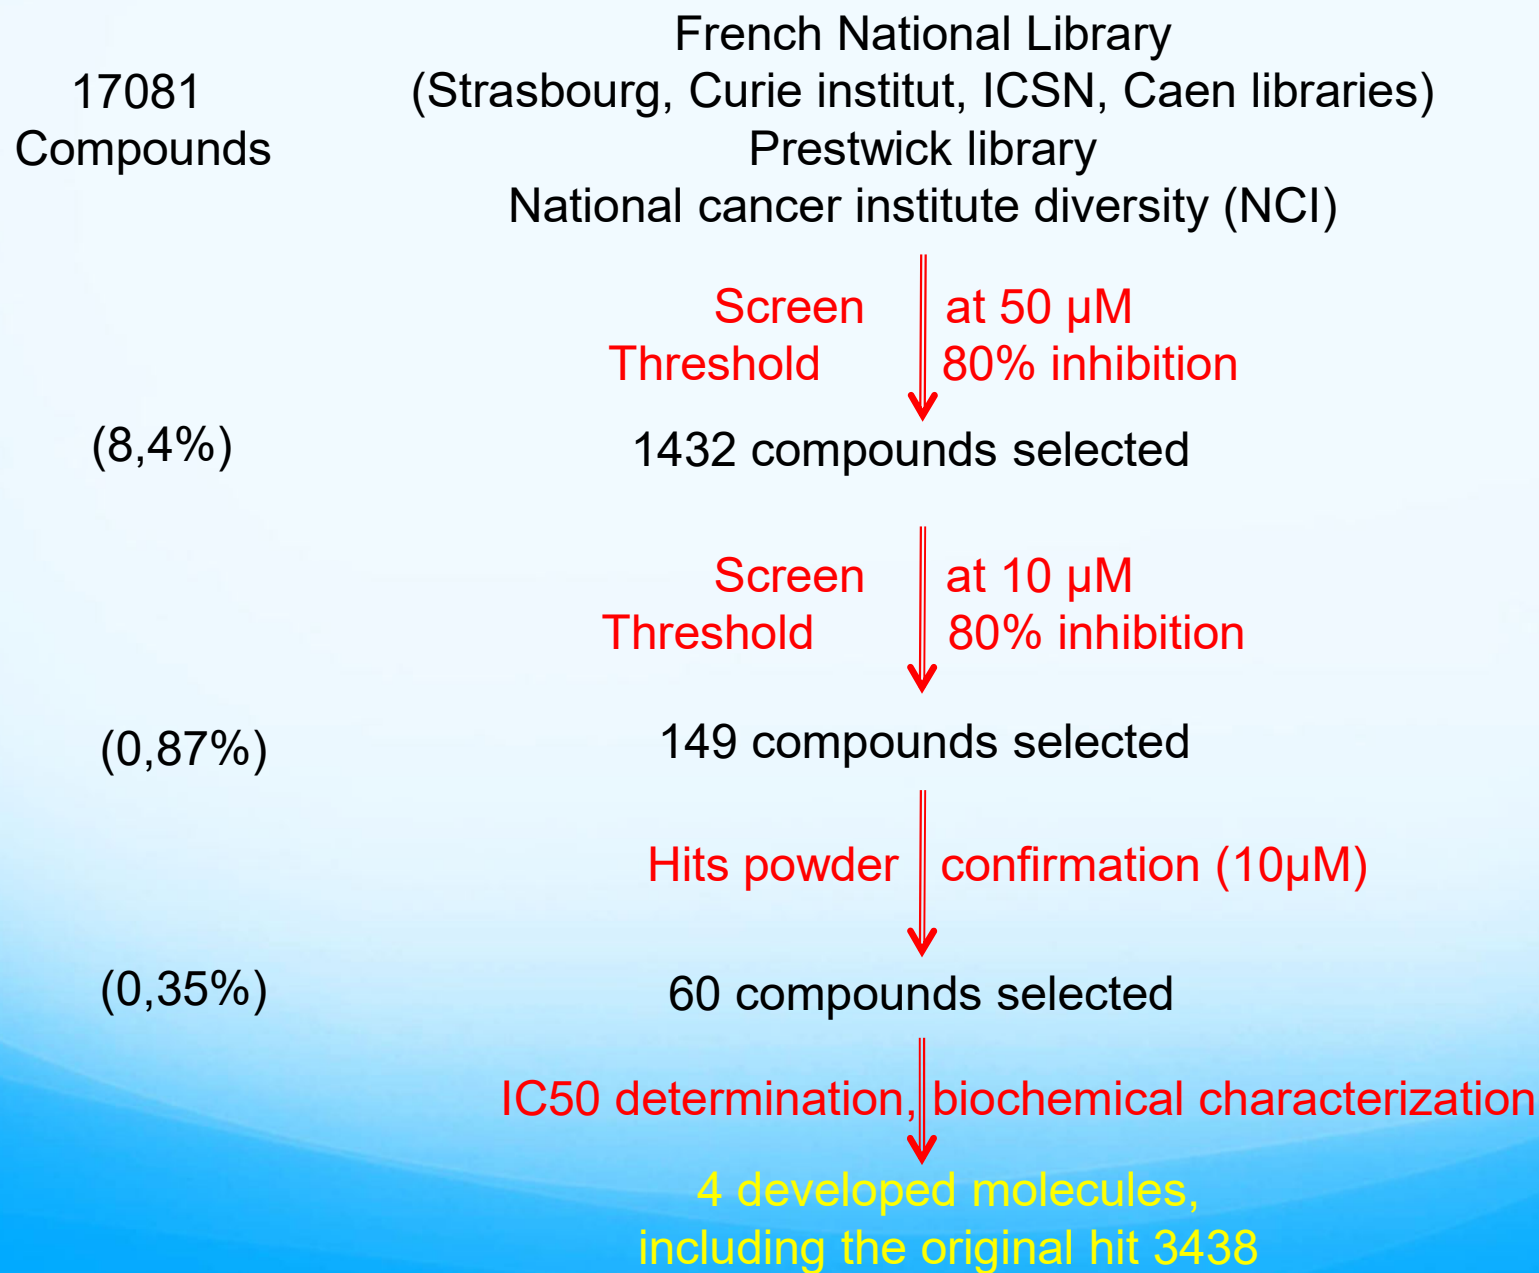 French National Library
17081
Compounds
(Strasbourg, Curie institut, ICSN, Caen libraries)
Prestwick library
National cancer institute diversity (NCI)
Screen at 50 µM
Threshold 80% inhibition
(8,4%)
1432 compounds selected
Screen at 10 µM
Threshold 80% inhibition
(0,87%)
149 compounds selected
Hits powder confirmation (10µM)
(0,35%)
60 compounds selected
IC50 determination, biochemical characterization
4 developed molecules,
including the original hit 3438